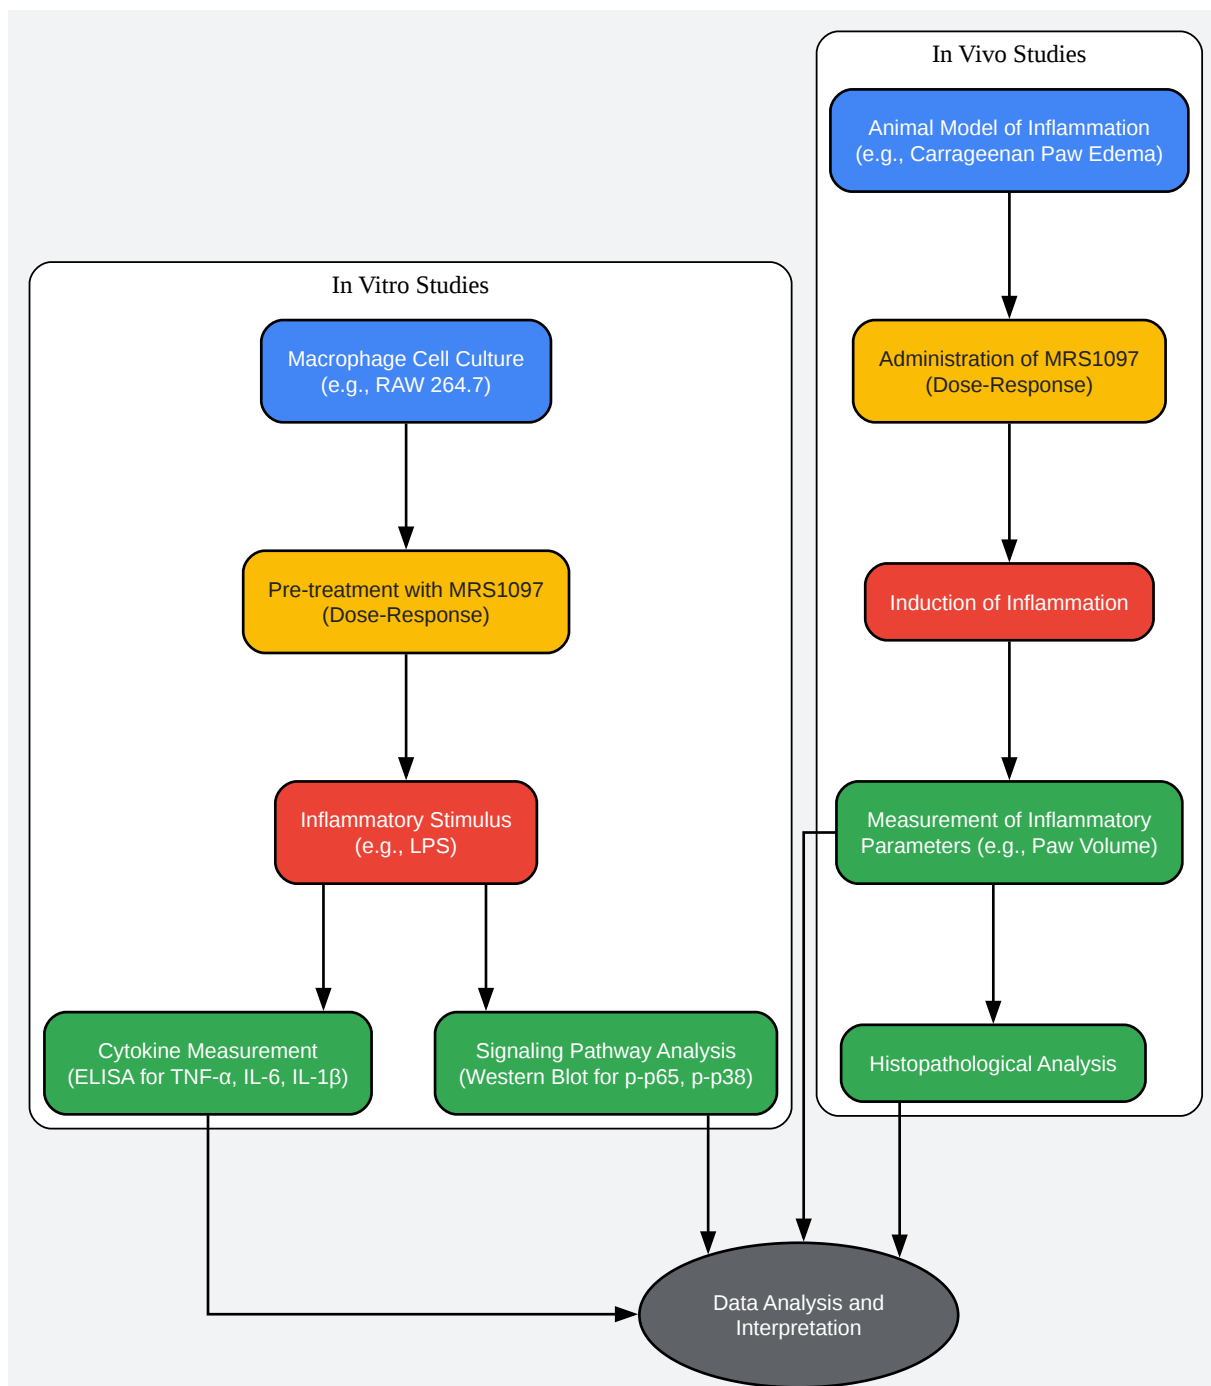 In Vitro Studies
Macrophage Cell Culture
(e.g., RAW 264.7)
Pre-treatment with MRS1097
(Dose-Response)
Inflammatory Stimulus
(e.g., LPS)
Cytokine Measurement
(ELISA for TNF-α, IL-6, IL-1β)
Signaling Pathway Analysis
(Western Blot for p-p65, p-p38)
In Vivo Studies
Animal Model of Inflammation
(e.g., Carrageenan Paw Edema)
Administration of MRS1097
(Dose-Response)
Induction of Inflammation
Measurement of Inflammatory
Parameters (e.g., Paw Volume)
Histopathological Analysis
Data Analysis and
Interpretation